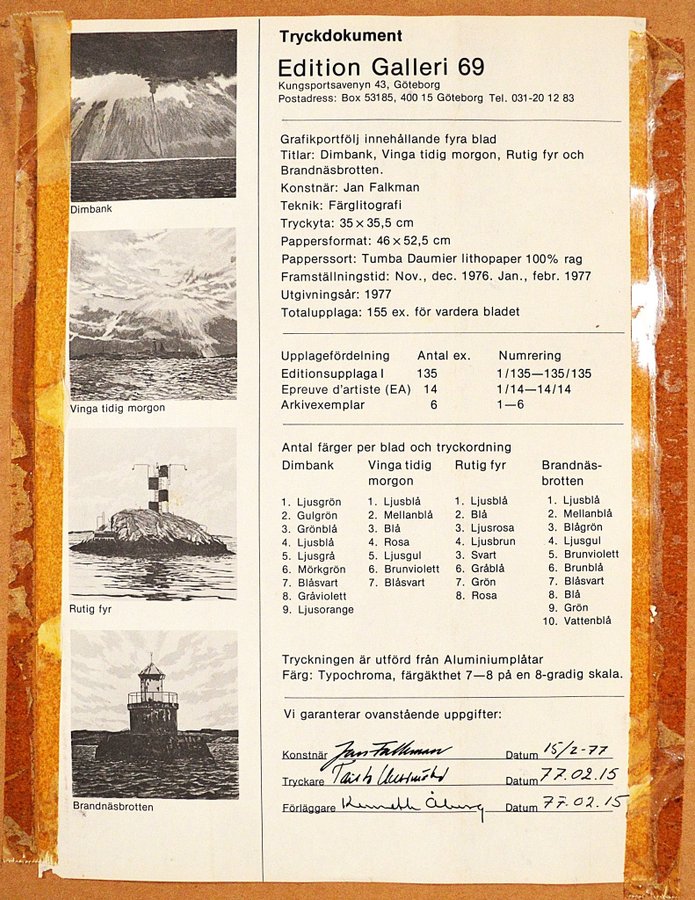 Dimbank
Vinga tidig morgon
Rutig fyr
Brandnäsbrotten
Tryckdokument
Edition Galleri 69
Kungsportsavenyn 43, Göteborg
Postadress: Box 53185, 400 15 Göteborg Tel. 031-20 12 83
Grafikportfölj innehållande fyra blad
Titlar: Dimbank, Vinga tidig morgon, Rutig fyr och
Brandnäsbrotten.
Konstnär: Jan Falkman
Teknik: Färglitografi
Tryckyta: 35 × 35,5 cm
Pappersformat: 46 × 52,5 cm
Papperssort: Tumba Daumier lithopaper 100% rag
Framställningstid: Nov., dec. 1976. Jan., febr. 1977
Utgivningsår: 1977
Totalupplaga: 155 ex. för vardera bladet
Upplagefördelning Antal ex. Numrering
Editionsupplaga I 135 1/135—135/135
Epreuve d'artiste (EA) 14 1/14—14/14
Arkivexemplar 6 1—6
Antal färger per blad och tryckordning
Dimbank
1. Ljusgrön
2. Gulgrön
3. Grönblå
4. Ljusblå
5. Ljusgrå
6. Mörkgrön
7. Blåsvart
8. Gråviolett
9. Ljusorange
Vinga tidig
morgon
1. Ljusblå
2. Mellanblå
3. Blå
4. Rosa
5. Ljusgul
6. Brunviolett
7. Blåsvart
Rutig fyr
1. Ljusblå
2. Blå
3. Ljusrosa
4. Ljusbrun
3. Svart
6. Gråblå
7. Grön
8. Rosa
Brandnäs-
brotten
1. Ljusblå
2. Mellanblå
3. Blågrön
4. Ljusgul
5. Brunviolett
6. Brunblå
7. Blåsvart
8. Blå
9. Grön
10. Vattenblå
Tryckningen är utförd från Aluminiumplåtar
Färg: Typochroma, färgäkthet 7—8 på en 8-gradig skala.
Vi garanterar ovanstående uppgifter:
Konstnär Jan Falkman Datum 15/2-77
Tryckare Datum 77.02.15
Förläggare Kenneth Åberg Datum 77.02.15